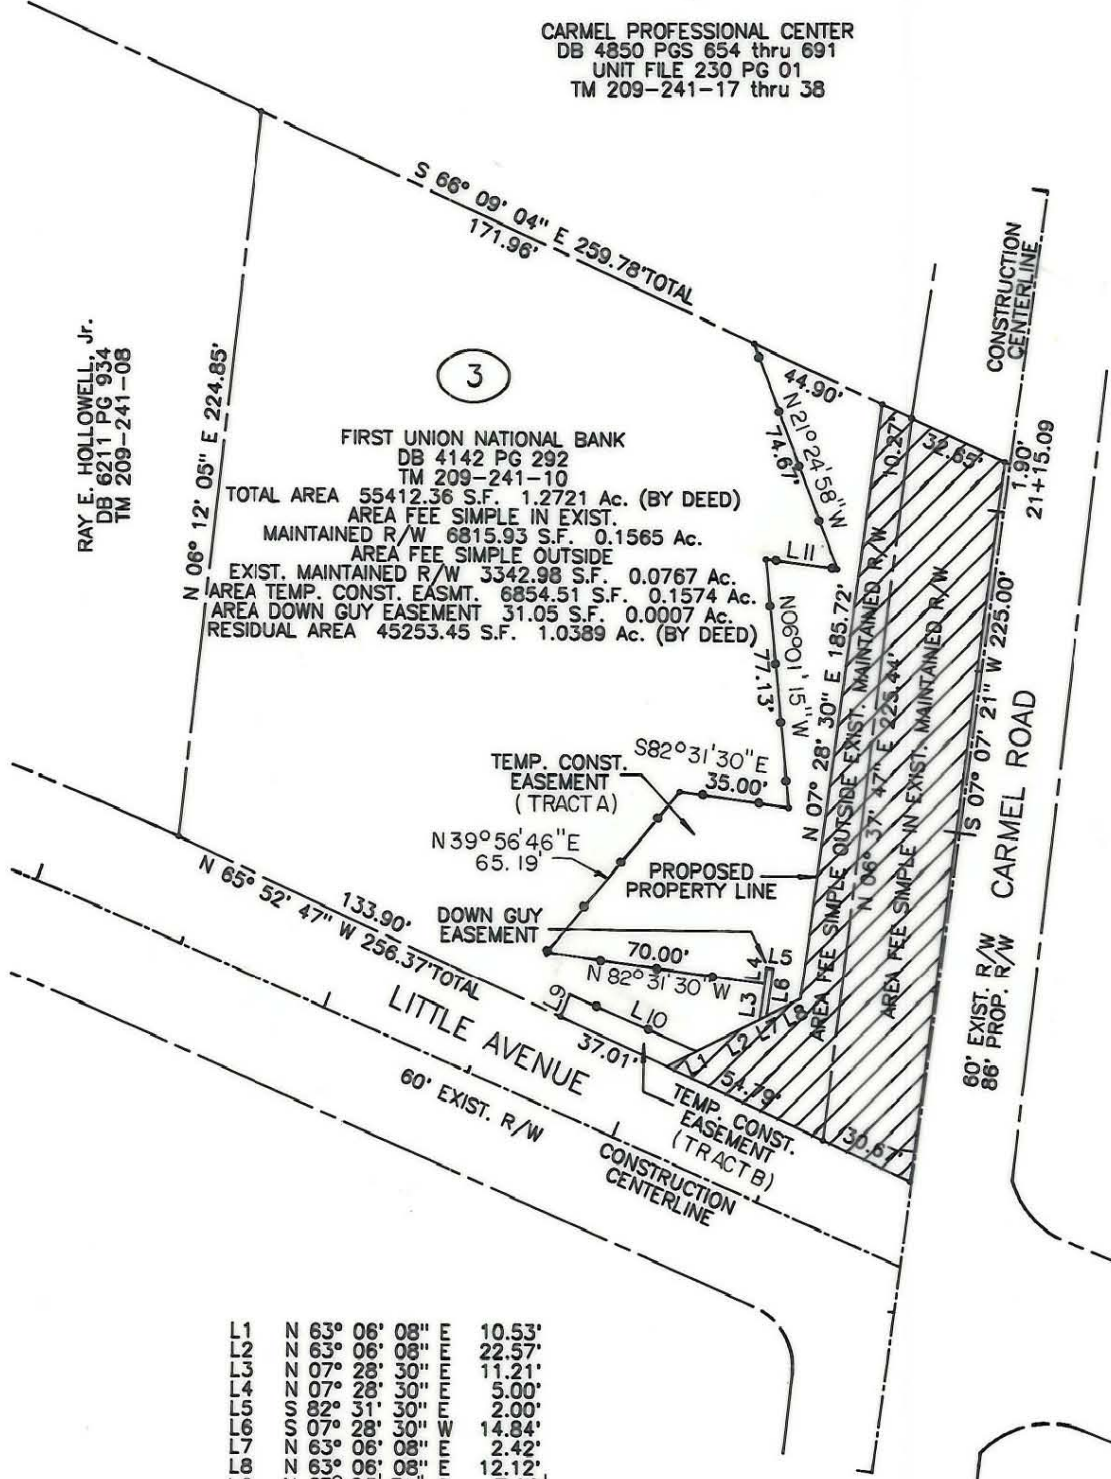 CARMEL PROFESSIONAL CENTER
DB 4850 PGS 654 thru 691
UNIT FILE 230 PG 01
TM 209-241-17 thru 38
S 66° 09' 04" E 259.78'TOTAL
171.96'
CONSTRUCTION
CENTERLINE
RAY E. HOLLOWELL, Jr.
DB 6211 PG 934
TM 209-241-08
N 06° 12' 05" E 224.85'
3
44.90'
N 21° 24' 58" W
74.67'
10.27'
32.65'
1.90'
21+15.09
FIRST UNION NATIONAL BANK
DB 4142 PG 292
TM 209-241-10
TOTAL AREA 55412.36 S.F. 1.2721 Ac. (BY DEED)
AREA FEE SIMPLE IN EXIST.
MAINTAINED R/W 6815.93 S.F. 0.1565 Ac.
AREA FEE SIMPLE OUTSIDE
EXIST. MAINTAINED R/W 3342.98 S.F. 0.0767 Ac.
AREA TEMP. CONST. EASMT. 6854.51 S.F. 0.1574 Ac.
AREA DOWN GUY EASEMENT 31.05 S.F. 0.0007 Ac.
RESIDUAL AREA 45253.45 S.F. 1.0389 Ac. (BY DEED)
L11
N06°01'15"W
77.13'
N 07° 28' 30" E 185.72'
AREA FEE SIMPLE OUTSIDE EXIST. MAINTAINED R/W
N 06° 37' 47" E 225.44'
AREA FEE SIMPLE IN EXIST. MAINTAINED R/W
S 07° 07' 21" W 225.00'
CARMEL ROAD
60' EXIST. R/W
86' PROP. R/W
TEMP. CONST.
EASEMENT
(TRACT A)
S82°31'30"E
35.00'
N39°56'46"E
65.19'
PROPOSED
PROPERTY LINE
DOWN GUY
EASEMENT
70.00'
N 82° 31' 30" W
L4
L5
L3
L6
L9
L10
L1
L2
L7
L8
133.90'
N 65° 52' 47" W 256.37'TOTAL
37.01'
54.79'
30.67'
LITTLE AVENUE
60' EXIST. R/W
TEMP. CONST.
EASEMENT
(TRACT B)
CONSTRUCTION
CENTERLINE
L1 N 63° 06' 08" E 10.53'
L2 N 63° 06' 08" E 22.57'
L3 N 07° 28' 30" E 11.21'
L4 N 07° 28' 30" E 5.00'
L5 S 82° 31' 30" E 2.00'
L6 S 07° 28' 30" W 14.84'
L7 N 63° 06' 08" E 2.42'
L8 N 63° 06' 08" E 12.12'